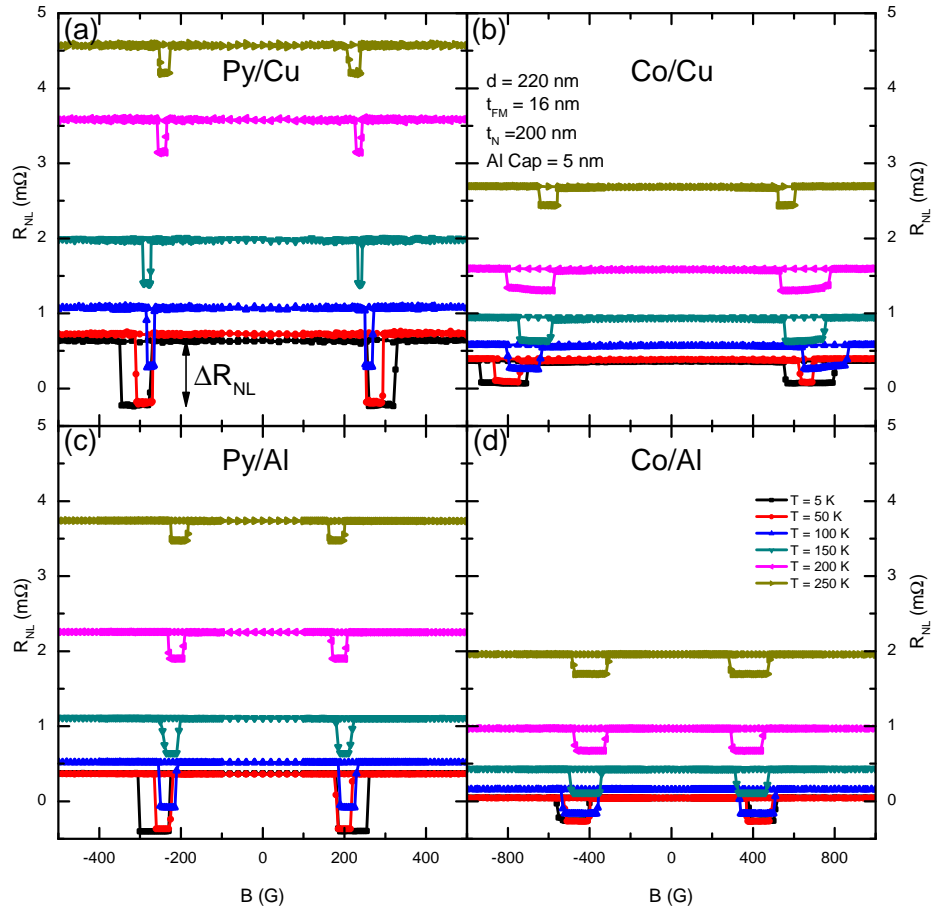 (a)
Py/Cu
5
4
3
2
1
0
R_NL (mΩ)
ΔR_NL
(b)
Co/Cu
d = 220 nm
t_FM = 16 nm
t_N =200 nm
Al Cap = 5 nm
5
4
3
2
1
0
R_NL (mΩ)
(c)
Py/Al
5
4
3
2
1
0
R_NL (mΩ)
-400 -200 0 200 400
B (G)
(d)
Co/Al
T = 5 K
T = 50 K
T = 100 K
T = 150 K
T = 200 K
T = 250 K
4
3
2
1
0
R_NL (mΩ)
-800 -400 0 400 800
B (G)